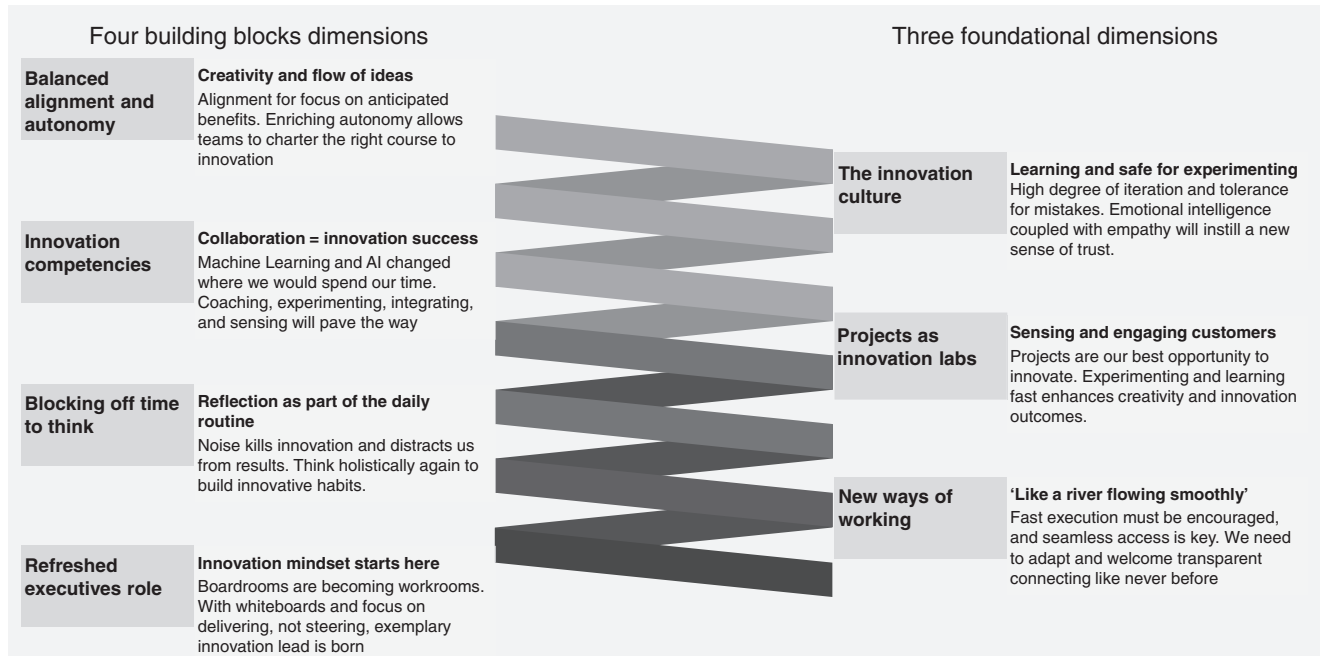 Four building blocks dimensions
Balanced
alignment and
autonomy
Creativity and flow of ideas
Alignment for focus on anticipated
benefits. Enriching autonomy allows
teams to charter the right course to
innovation
Innovation
competencies
Collaboration = innovation success
Machine Learning and AI changed
where we would spend our time.
Coaching, experimenting, integrating,
and sensing will pave the way
Blocking off time
to think
Reflection as part of the daily
routine
Noise kills innovation and distracts us
from results. Think holistically again to
build innovative habits.
Refreshed
executives role
Innovation mindset starts here
Boardrooms are becoming workrooms.
With whiteboards and focus on
delivering, not steering, exemplary
innovation lead is born
Three foundational dimensions
The innovation
culture
Learning and safe for experimenting
High degree of iteration and tolerance
for mistakes. Emotional intelligence
coupled with empathy will instill a new
sense of trust.
Projects as
innovation labs
Sensing and engaging customers
Projects are our best opportunity to
innovate. Experimenting and learning
fast enhances creativity and innovation
outcomes.
New ways of
working
‘Like a river flowing smoothly’
Fast execution must be encouraged,
and seamless access is key. We need
to adapt and welcome transparent
connecting like never before